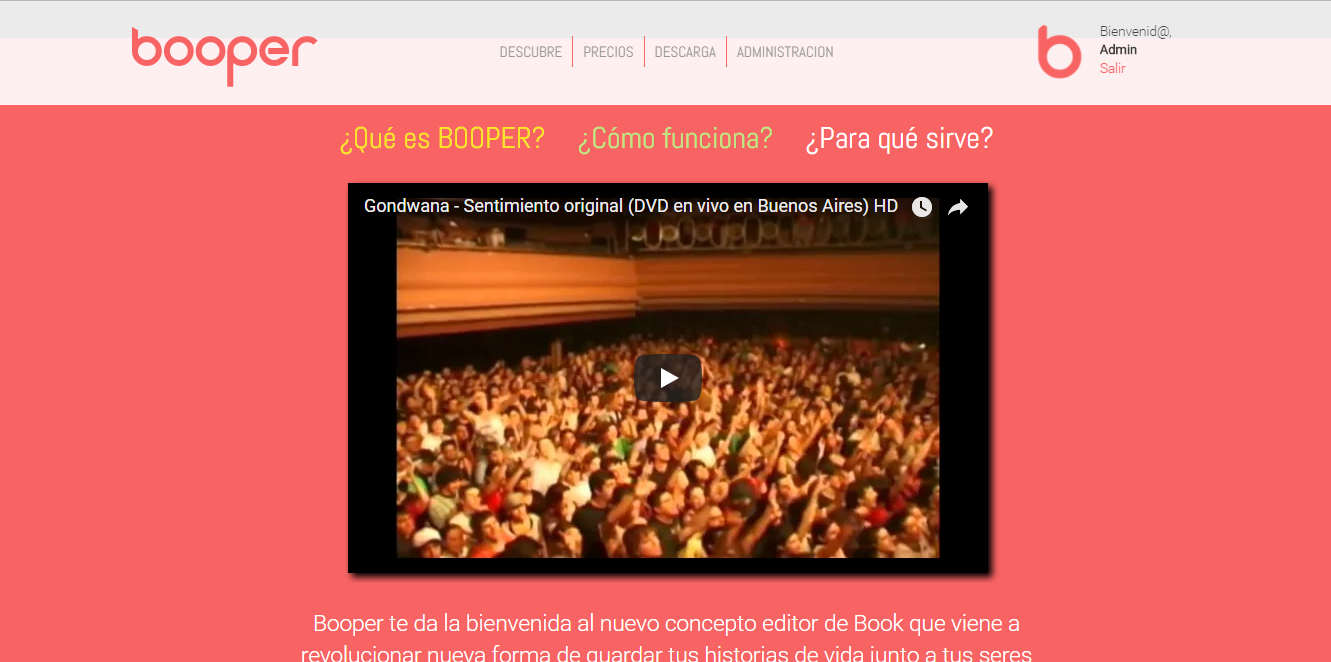 booper
DESCUBRE PRECIOS DESCARGA ADMINISTRACION
b
Bienvenid@,
Admin
Salir
¿Qué es BOOPER? ¿Cómo funciona? ¿Para qué sirve?
Gondwana - Sentimiento original (DVD en vivo en Buenos Aires) HD
Booper te da la bienvenida al nuevo concepto editor de Book que viene a
revolucionar nueva forma de guardar tus historias de vida junto a tus seres